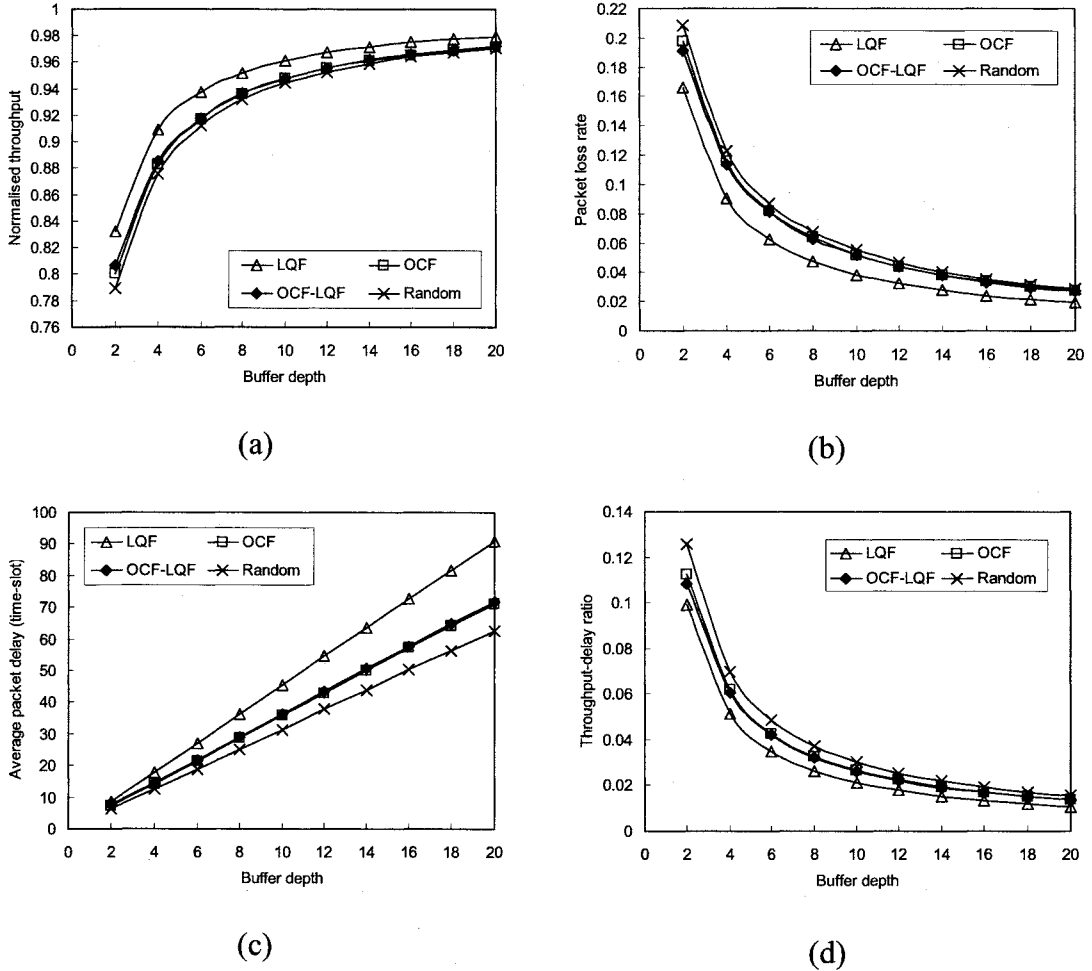 1
0.98
0.96
0.94
0.92
0.9
0.88
0.86
0.84
0.82
0.8
0.78
0.76
Normalised throughput
LQF OCF
OCF-LQF Random
0 2 4 6 8 10 12 14 16 18 20
Buffer depth
(a)
0.22
0.2
0.18
0.16
0.14
0.12
0.1
0.08
0.06
0.04
0.02
0
Packet loss rate
LQF OCF
OCF-LQF Random
0 2 4 6 8 10 12 14 16 18 20
Buffer depth
(b)
100
90
80
70
60
50
40
30
20
10
0
Average packet delay (time-slot)
LQF OCF
OCF-LQF Random
0 2 4 6 8 10 12 14 16 18 20
Buffer depth
(c)
0.14
0.12
0.1
0.08
0.06
0.04
0.02
0
Throughput-delay ratio
LQF OCF
OCF-LQF Random
0 2 4 6 8 10 12 14 16 18 20
Buffer depth
(d)